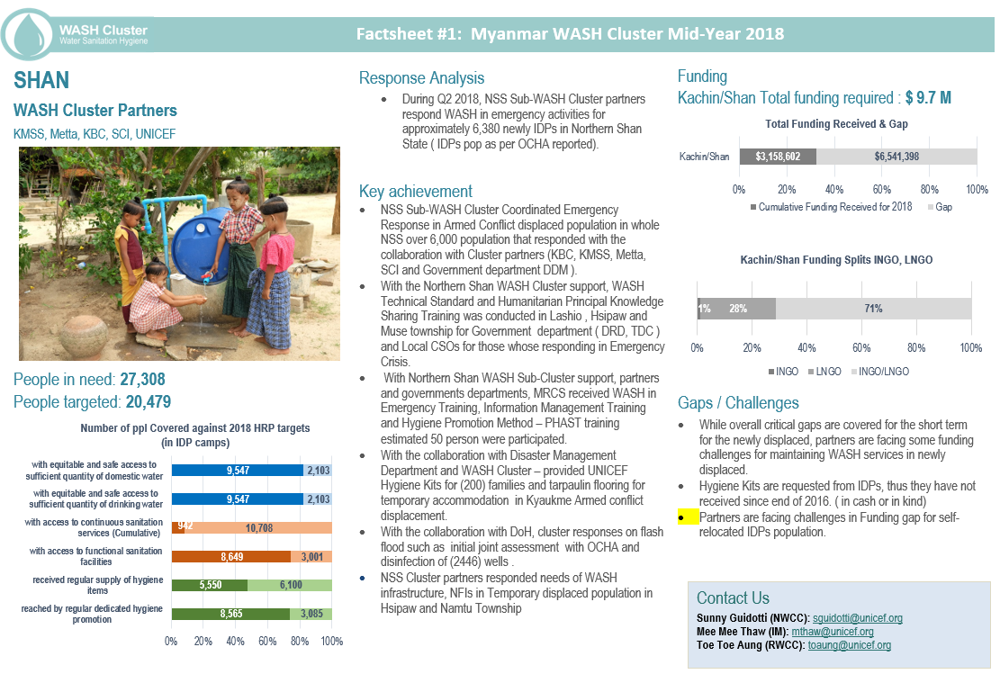 WASH Cluster
Water Sanitation Hygiene
Factsheet #1: Myanmar WASH Cluster Mid-Year 2018
SHAN
WASH Cluster Partners
KMSS, Metta, KBC, SCI, UNICEF
People in need: 27,308
People targeted: 20,479
Number of ppl Covered against 2018 HRP targets
(in IDP camps)
with equitable and safe access to
sufficient quantity of domestic water
9,547 2,103
with equitable and safe access to
sufficient quantity of drinking water
9,547 2,103
with access to continuous sanitation
services (Cumulative)
942 10,708
with access to functional sanitation
facilities
8,649 3,001
received regular supply of hygiene
items
5,550 6,100
reached by regular dedicated hygiene
promotion
8,565 3,085
0% 20% 40% 60% 80% 100%
Response Analysis
• During Q2 2018, NSS Sub-WASH Cluster partners
respond WASH in emergency activities for
approximately 6,380 newly IDPs in Northern Shan
State ( IDPs pop as per OCHA reported).
Key achievement
• NSS Sub-WASH Cluster Coordinated Emergency
Response in Armed Conflict displaced population in whole
NSS over 6,000 population that responded with the
collaboration with Cluster partners (KBC, KMSS, Metta,
SCI and Government department DDM ).
• With the Northern Shan WASH Cluster support, WASH
Technical Standard and Humanitarian Principal Knowledge
Sharing Training was conducted in Lashio , Hsipaw and
Muse township for Government department ( DRD, TDC )
and Local CSOs for those whose responding in Emergency
Crisis.
• With Northern Shan WASH Sub-Cluster support, partners
and governments departments, MRCS received WASH in
Emergency Training, Information Management Training
and Hygiene Promotion Method – PHAST training
estimated 50 person were participated.
• With the collaboration with Disaster Management
Department and WASH Cluster – provided UNICEF
Hygiene Kits for (200) families and tarpaulin flooring for
temporary accommodation in Kyaukme Armed conflict
displacement.
• With the collaboration with DoH, cluster responses on flash
flood such as initial joint assessment with OCHA and
disinfection of (2446) wells .
• NSS Cluster partners responded needs of WASH
infrastructure, NFIs in Temporary displaced population in
Hsipaw and Namtu Township
Funding
Kachin/Shan Total funding required : $ 9.7 M
Total Funding Received & Gap
Kachin/Shan $3,158,602 $6,541,398
0% 20% 40% 60% 80% 100%
Cumulative Funding Received for 2018 Gap
Kachin/Shan Funding Splits INGO, LNGO
1% 28% 71%
0% 20% 40% 60% 80% 100%
INGO LNGO INGO/LNGO
Gaps / Challenges
• While overall critical gaps are covered for the short term
for the newly displaced, partners are facing some funding
challenges for maintaining WASH services in newly
displaced.
• Hygiene Kits are requested from IDPs, thus they have not
received since end of 2016. ( in cash or in kind)
• Partners are facing challenges in Funding gap for self-
relocated IDPs population.
Contact Us
Sunny Guidotti (NWCC): sguidotti@unicef.org
Mee Mee Thaw (IM): mthaw@unicef.org
Toe Toe Aung (RWCC): toaung@unicef.org